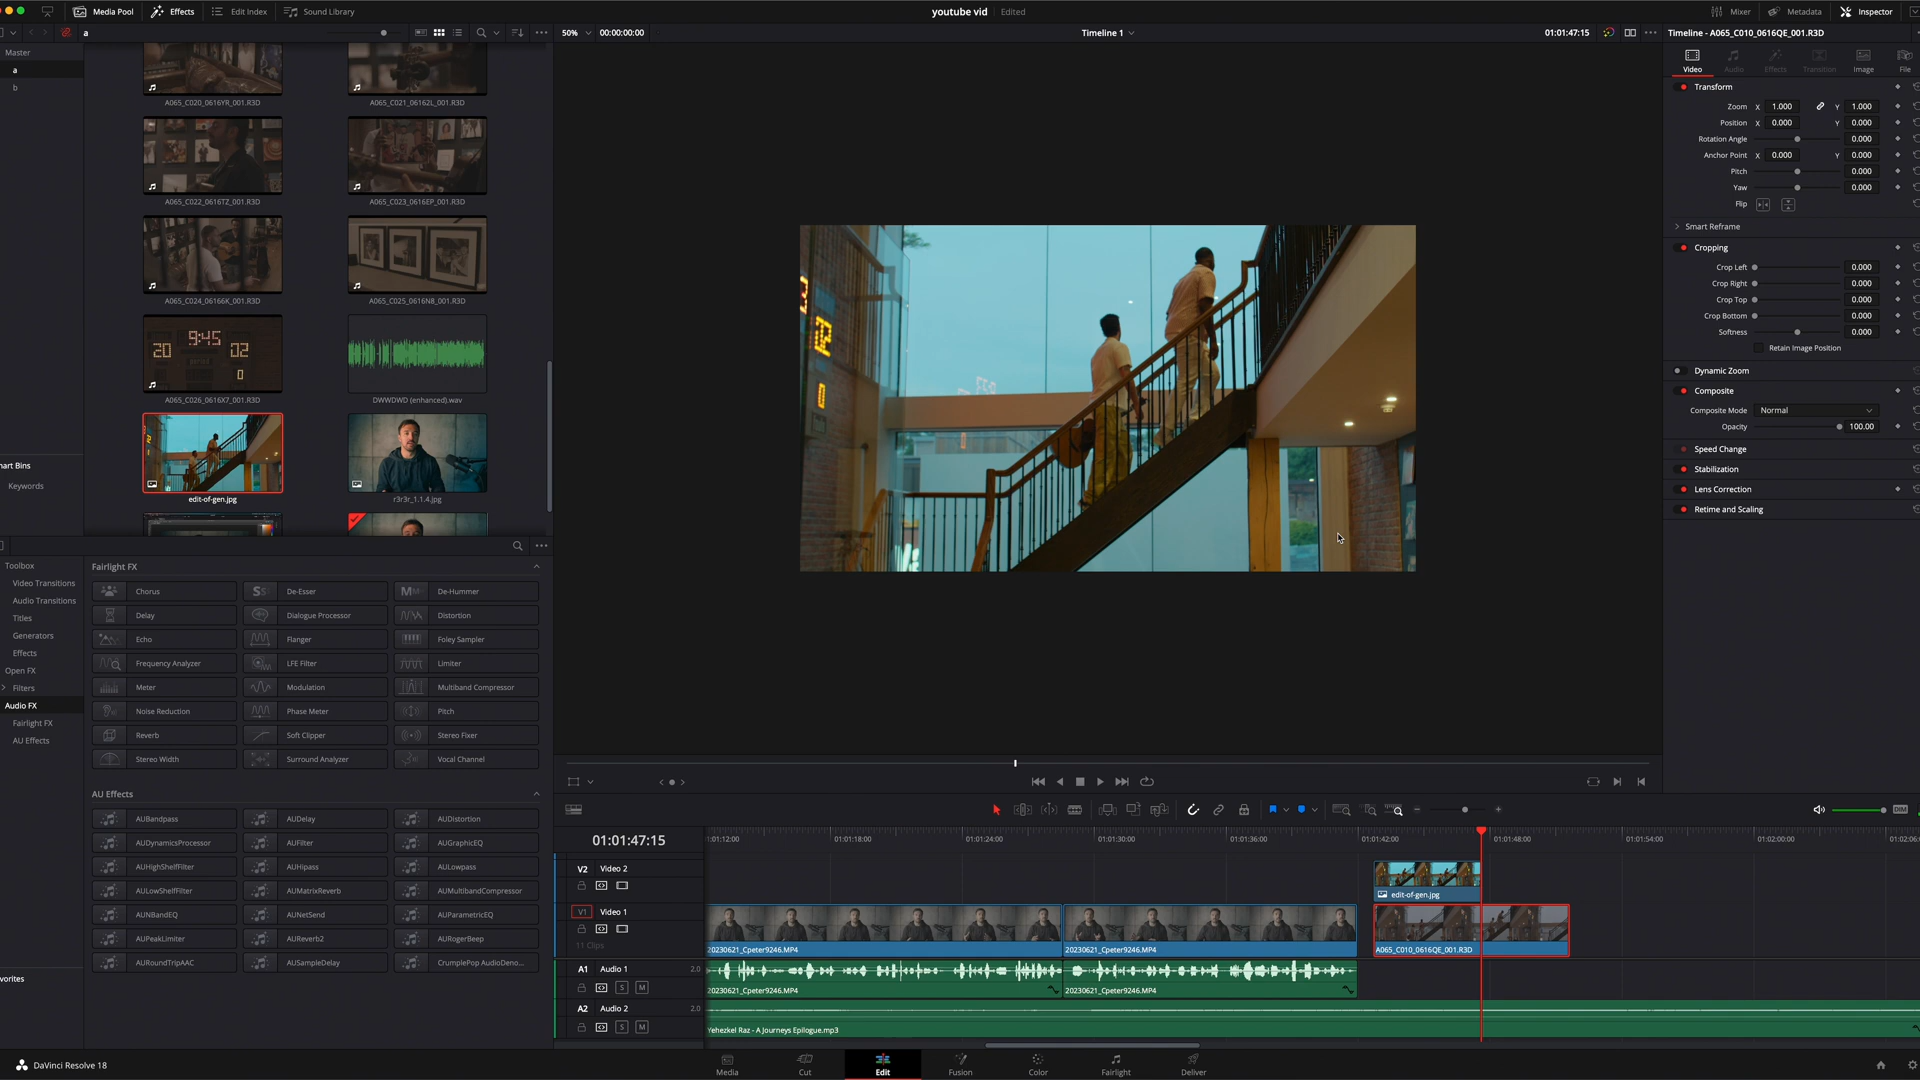 Media Pool
Effects
Edit Index
Sound Library
youtube vid
Edited
Mixer
Metadata
Inspector
a
50%
00:00:00:00
Timeline 1
01:01:47:15
Timeline - A065_C010_0616QE_001.R3D
Master
a
b
A065_C020_0616YR_001.R3D
A065_C021_06162L_001.R3D
A065_C022_0616TZ_001.R3D
A065_C023_0616EP_001.R3D
A065_C024_06166K_001.R3D
A065_C025_0616N8_001.R3D
20
9:45
02
0
A065_C026_0616X7_001.R3D
DWWDWD (enhanced).wav
edit-of-gen.jpg
r3r3r_1.1.4.jpg
mart Bins
Keywords
Video
Audio
Effects
Transition
Image
File
Transform
Zoom X 1.000 Y 1.000
Position X 0.000 Y 0.000
Rotation Angle 0.000
Anchor Point X 0.000 Y 0.000
Pitch 0.000
Yaw 0.000
Flip
Smart Reframe
Cropping
Crop Left 0.000
Crop Right 0.000
Crop Top 0.000
Crop Bottom 0.000
Softness 0.000
Retain Image Position
Dynamic Zoom
Composite
Composite Mode Normal
Opacity 100.00
Speed Change
Stabilization
Lens Correction
Retime and Scaling
Toolbox
Video Transitions
Audio Transitions
Titles
Generators
Effects
Open FX
Filters
Audio FX
Fairlight FX
AU Effects
vorites
Fairlight FX
Chorus
De-Esser
De-Hummer
Delay
Dialogue Processor
Distortion
Echo
Flanger
Foley Sampler
Frequency Analyzer
LFE Filter
Limiter
Meter
Modulation
Multiband Compressor
Noise Reduction
Phase Meter
Pitch
Reverb
Soft Clipper
Stereo Fixer
Stereo Width
Surround Analyzer
Vocal Channel
AU Effects
AUBandpass
AUDelay
AUDistortion
AUDynamicsProcessor
AUFilter
AUGraphicEQ
AUHighShelfFilter
AUHipass
AULowpass
AULowShelfFilter
AUMatrixReverb
AUMultibandCompressor
AUNBandEQ
AUNetSend
AUParametricEQ
AUPeakLimiter
AUReverb2
AURogerBeep
AURoundTripAAC
AUSampleDelay
CrumplePop AudioDeno...
DIM
01:01:47:15
1:01:12:00
01:01:18:00
01:01:24:00
01:01:30:00
01:01:36:00
01:01:42:00
01:01:48:00
01:01:54:00
01:02:00:00
01:02:06
V2 Video 2
edit-of-gen.jpg
V1 Video 1
11 Clips
20230621_Cpeter9246.MP4
20230621_Cpeter9246.MP4
A065_C010_0616QE_001.R3D
A1 Audio 1 2.0
S M
20230621_Cpeter9246.MP4
20230621_Cpeter9246.MP4
A2 Audio 2 2.0
S M
Yehezkel Raz - A Journeys Epilogue.mp3
DaVinci Resolve 18
Media
Cut
Edit
Fusion
Color
Fairlight
Deliver